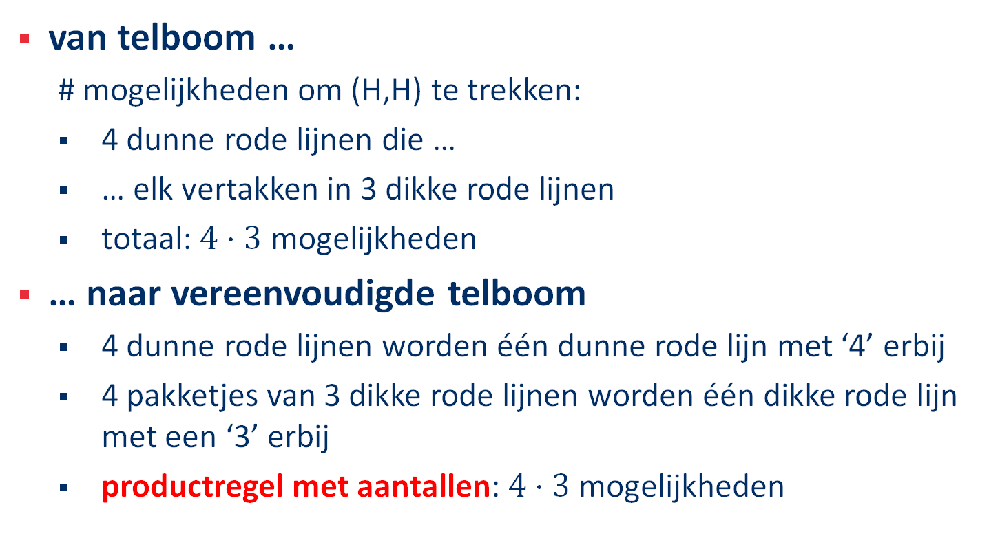 ▪ van telboom …
# mogelijkheden om (H,H) te trekken:
▪ 4 dunne rode lijnen die …
▪ … elk vertakken in 3 dikke rode lijnen
▪ totaal: 4 · 3 mogelijkheden
▪ … naar vereenvoudigde telboom
▪ 4 dunne rode lijnen worden één dunne rode lijn met ‘4’ erbij
▪ 4 pakketjes van 3 dikke rode lijnen worden één dikke rode lijn
met een ‘3’ erbij
▪ productregel met aantallen: 4 · 3 mogelijkheden